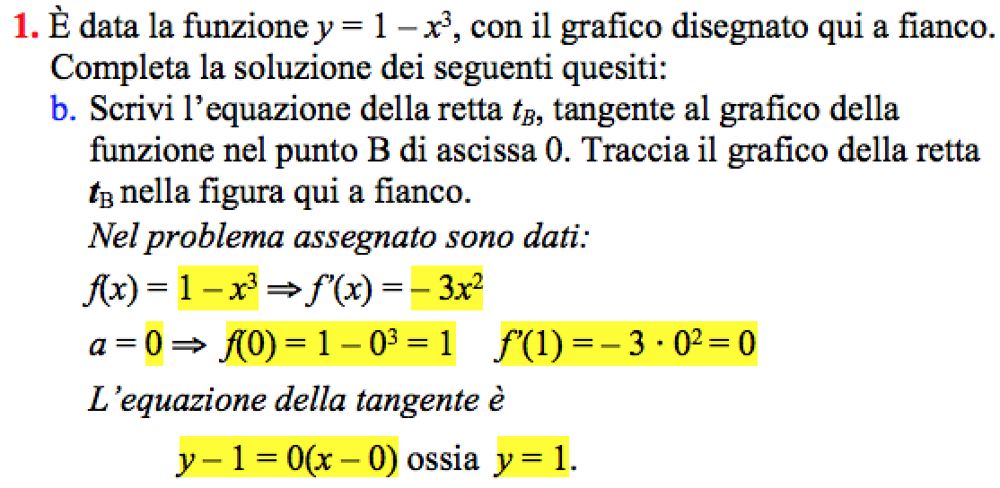 1. È data la funzione y = 1 – x³, con il grafico disegnato qui a fianco.
Completa la soluzione dei seguenti quesiti:
b. Scrivi l’equazione della retta t_B, tangente al grafico della
funzione nel punto B di ascissa 0. Traccia il grafico della retta
t_B nella figura qui a fianco.
Nel problema assegnato sono dati:
f(x) = 1 – x³ ⇒ f’(x) = – 3x²
a = 0 ⇒ f(0) = 1 – 0³ = 1 f’(1) = – 3 · 0² = 0
L’equazione della tangente è
y – 1 = 0(x – 0) ossia y = 1.